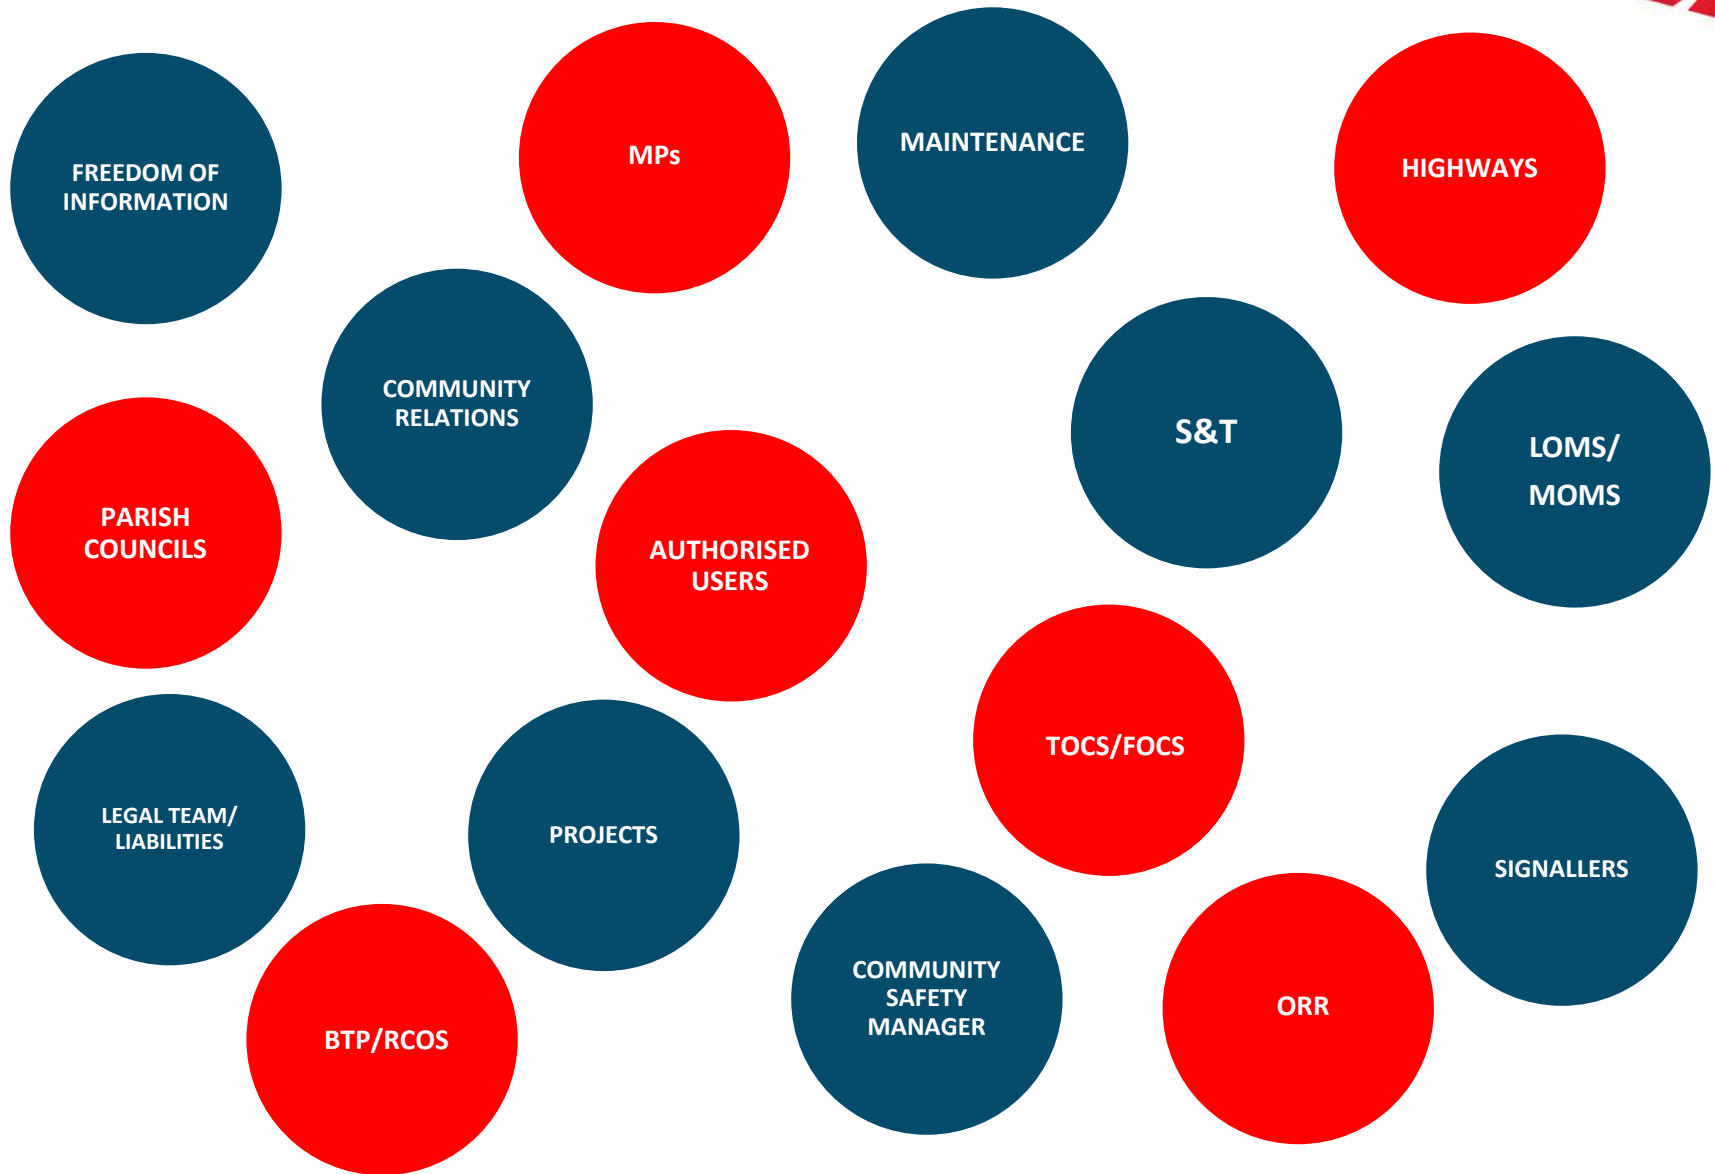 FREEDOM OF
INFORMATION
MPs
MAINTENANCE
HIGHWAYS
COMMUNITY
RELATIONS
S&T
LOMS/
MOMS
PARISH
COUNCILS
AUTHORISED
USERS
TOCS/FOCS
LEGAL TEAM/
LIABILITIES
PROJECTS
SIGNALLERS
COMMUNITY
SAFETY
MANAGER
ORR
BTP/RCOS